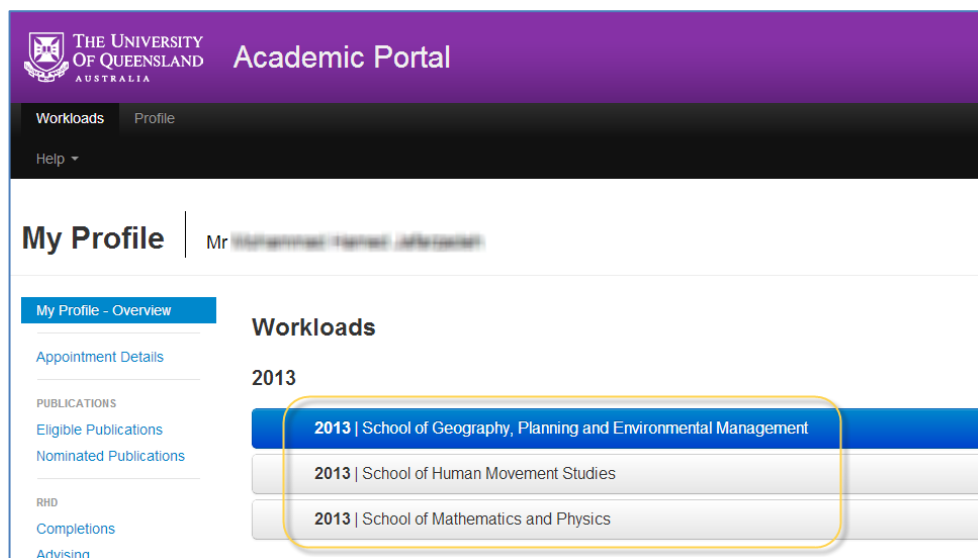 THE UNIVERSITY
OF QUEENSLAND
AUSTRALIA
Academic Portal
Workloads Profile
Help
My Profile
Mr
My Profile - Overview
Appointment Details
PUBLICATIONS
Eligible Publications
Nominated Publications
RHD
Completions
Advising
Workloads
2013
2013 | School of Geography, Planning and Environmental Management
2013 | School of Human Movement Studies
2013 | School of Mathematics and Physics